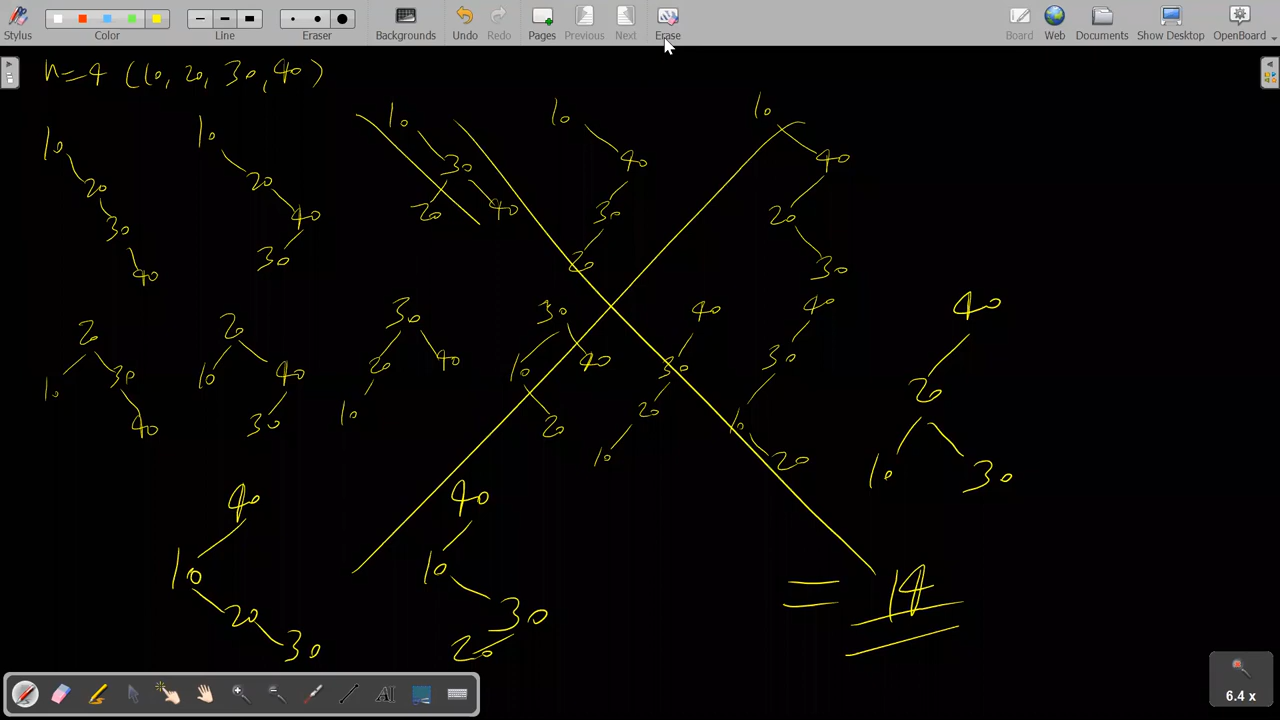 Stylus Color Line Eraser Backgrounds Undo Redo Pages Previous Next Erase Board Web Documents Show Desktop OpenBoard
n=4 (10, 20, 30, 40)
10 10 10 10 10
20 20 30 40 40
30 40 20 40 30 20
40 30 20 30
20 20 30 30 40 40 40
10 30 10 40 20 40 10 40 30 30 20
40 30 10 20 20 10 10 30
10 20
40 40
10 10 = 14
20 30
30 20
AI
6.4 x